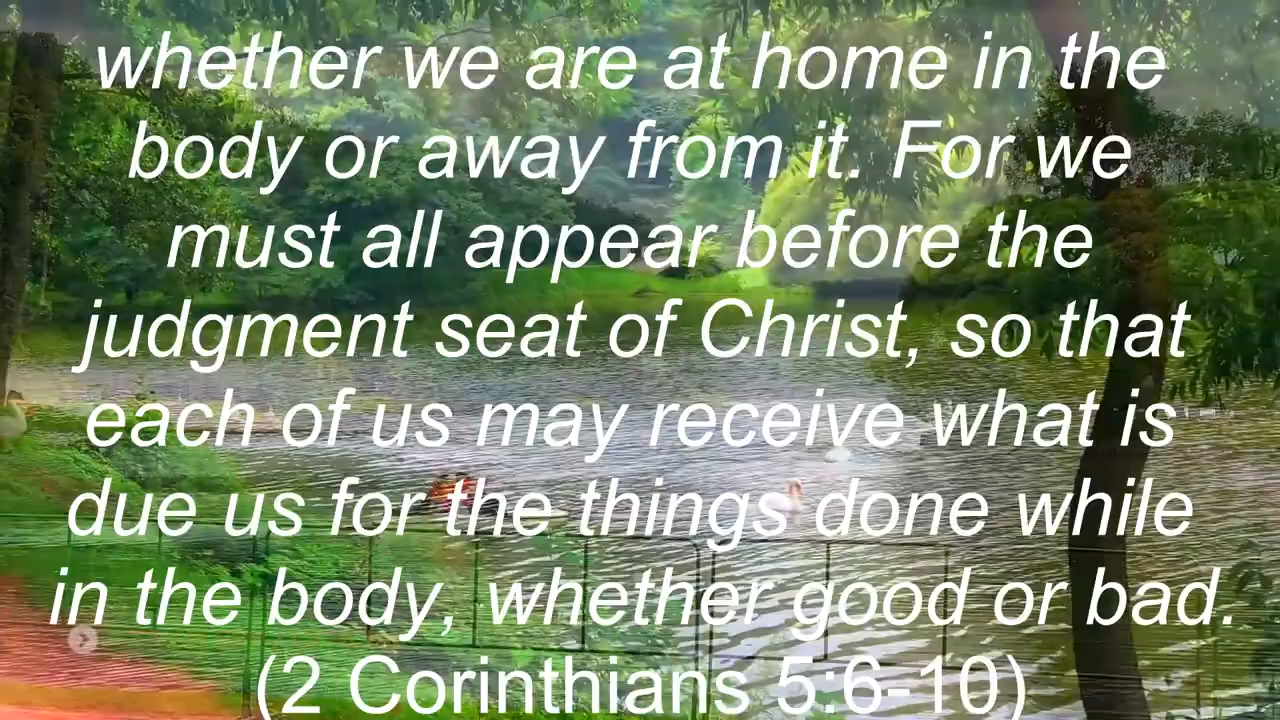 whether we are at home in the
body or away from it. For we
must all appear before the
judgment seat of Christ, so that
each of us may receive what is
due us for the things done while
in the body, whether good or bad.
(2 Corinthians 5:6-10)